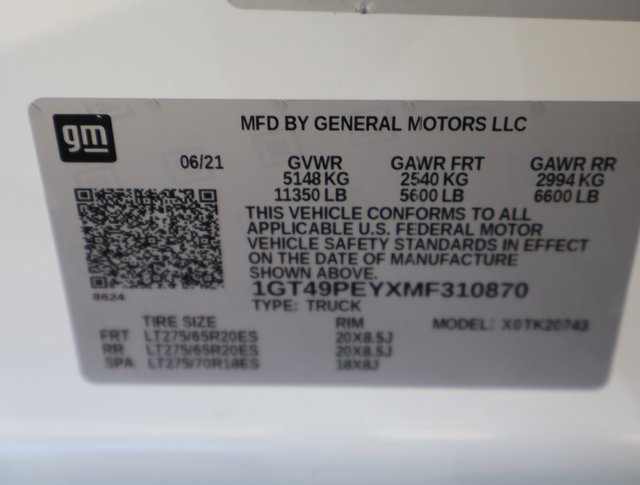 gm
MFD BY GENERAL MOTORS LLC
06/21 GVWR GAWR FRT GAWR RR
5148 KG 2540 KG 2994 KG
11350 LB 5600 LB 6600 LB
THIS VEHICLE CONFORMS TO ALL
APPLICABLE U.S. FEDERAL MOTOR
VEHICLE SAFETY STANDARDS IN EFFECT
ON THE DATE OF MANUFACTURE
SHOWN ABOVE.
8624
1GT49PEYXMF310870
TYPE: TRUCK
TIRE SIZE RIM MODEL: X0TK20743
FRT LT275/65R20ES 20X8.5J
RR LT275/65R20ES 20X8.5J
SPA LT275/70R18ES 18X8J